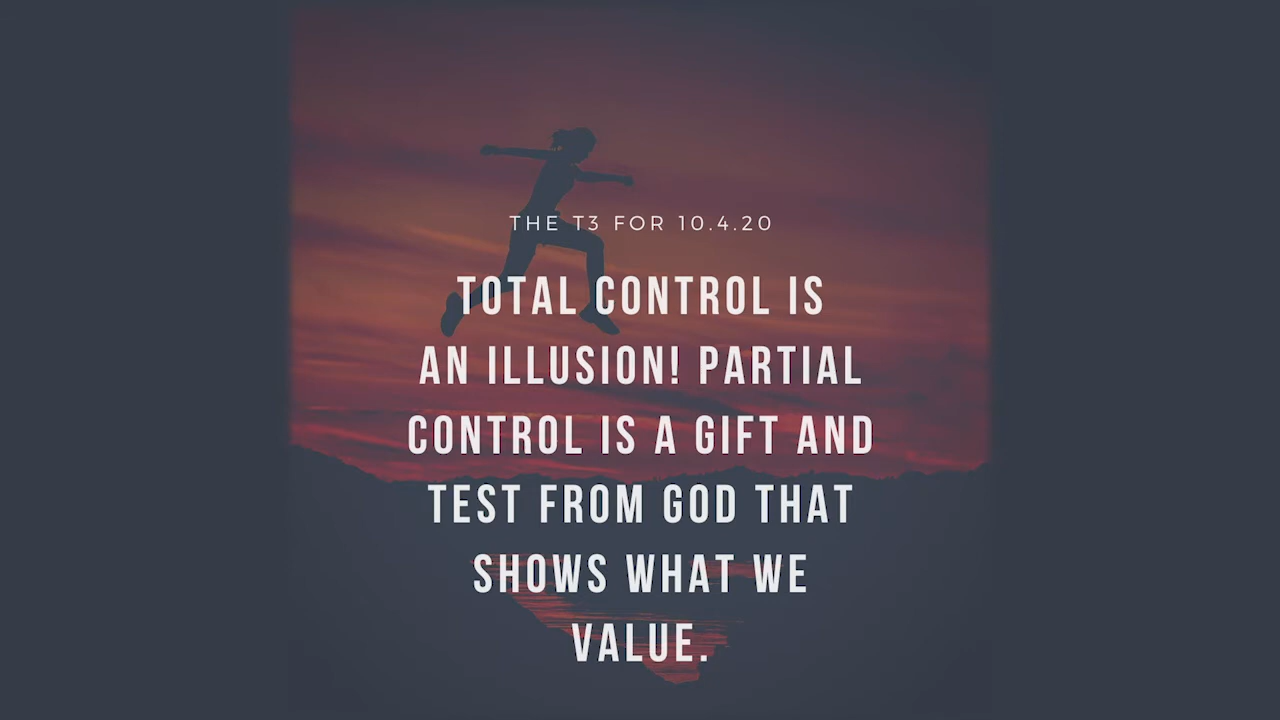 THE T3 FOR 10.4.20
TOTAL CONTROL IS
AN ILLUSION! PARTIAL
CONTROL IS A GIFT AND
TEST FROM GOD THAT
SHOWS WHAT WE
VALUE.